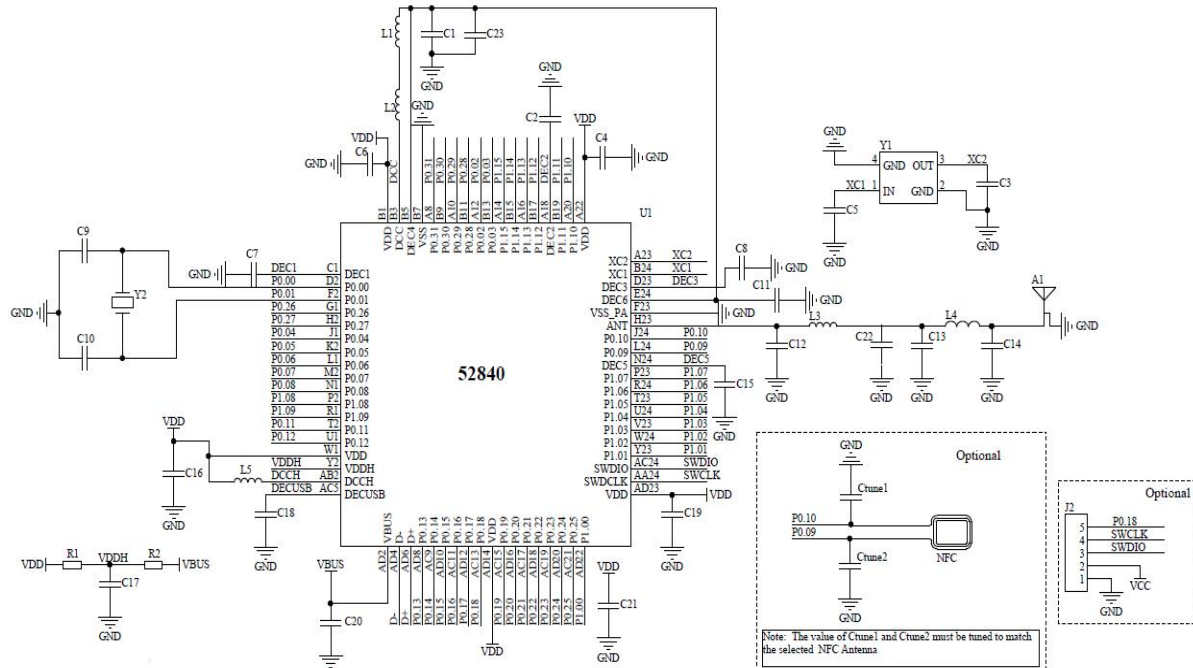 L1
C1
C23
GND
L2
GND
GND
C2
VDD
VDD
C4
GND
C6
GND
DCC
P0.31
P0.30
P0.29
P0.28
P0.02
P0.03
P1.15
P1.14
P1.13
P1.12
DEC2
P1.11
P1.10
B1
B3
B5
B7
A8
B9
A10
B11
A12
B13
A14
B15
A16
B17
A18
B19
A20
A22
VDD
DCC
DEC4
VSS
P0.31
P0.30
P0.29
P0.28
P0.02
P0.03
P1.15
P1.14
P1.13
P1.12
DEC2
P1.11
P1.10
VDD
U1
GND
Y1
4 GND OUT 3 XC2
XC1 1 IN GND 2
C3
C5
GND
GND
C9
Y2
GND
C10
C7
GND
DEC1 C1 DEC1
P0.00 D2 P0.00
P0.01 F2 P0.01
P0.26 G1 P0.26
P0.27 H2 P0.27
P0.04 J1 P0.04
P0.05 K2 P0.05
P0.06 L1 P0.06
P0.07 M2 P0.07
P0.08 N1 P0.08
P1.08 P2 P1.08
P1.09 R1 P1.09
P0.11 T2 P0.11
P0.12 U1 P0.12
W1 VDD
VDDH Y2 VDDH
DCCH AB2 DCCH
DECUSB AC5 DECUSB
52840
XC2 A23 XC2
XC1 B24 XC1
DEC3 D23 DEC3
DEC6 E24
VSS_PA F23
ANT H23
P0.10 J24 P0.10
P0.09 L24 P0.09
DEC5 N24 DEC5
P1.07 P23 P1.07
P1.06 R24 P1.06
P1.05 T23 P1.05
P1.04 U24 P1.04
P1.03 V23 P1.03
P1.02 W24 P1.02
P1.01 Y23 P1.01
SWDIO AC24 SWDIO
SWDCLK AA24 SWCLK
VDD AD23
VDD
C8
GND
C11
GND
GND
L3
L4
A1
GND
C12
C22
C13
C14
GND
GND
GND
GND
C15
GND
C19
GND
VDD
C16
GND
L5
C18
GND
VDD
R1
VDDH
R2
VBUS
C17
GND
VBUS
D-
D+
P0.13
P0.14
P0.15
P0.16
P0.17
P0.18
VDD
P0.19
P0.20
P0.21
P0.22
P0.23
P0.24
P0.25
P1.00
AD2
AD4
AD6
AD8
AC9
AD10
AC11
AD12
AC13
AD14
AC15
AD16
AC17
AD18
AC19
AD20
AC21
AD22
D-
D+
P0.13
P0.14
P0.15
P0.16
P0.17
P0.18
P0.19
P0.20
P0.21
P0.22
P0.23
P0.24
P0.25
P1.00
VBUS
C20
GND
VDD
VDD
C21
GND
Optional
GND
Ctune1
P0.10
P0.09
Ctune2
NFC
GND
Note: The value of Ctune1 and Ctune2 must be tuned to match
the selected NFC Antenna
Optional
J2
5 P0.18
4 SWCLK
3 SWDIO
2
1
VCC
GND